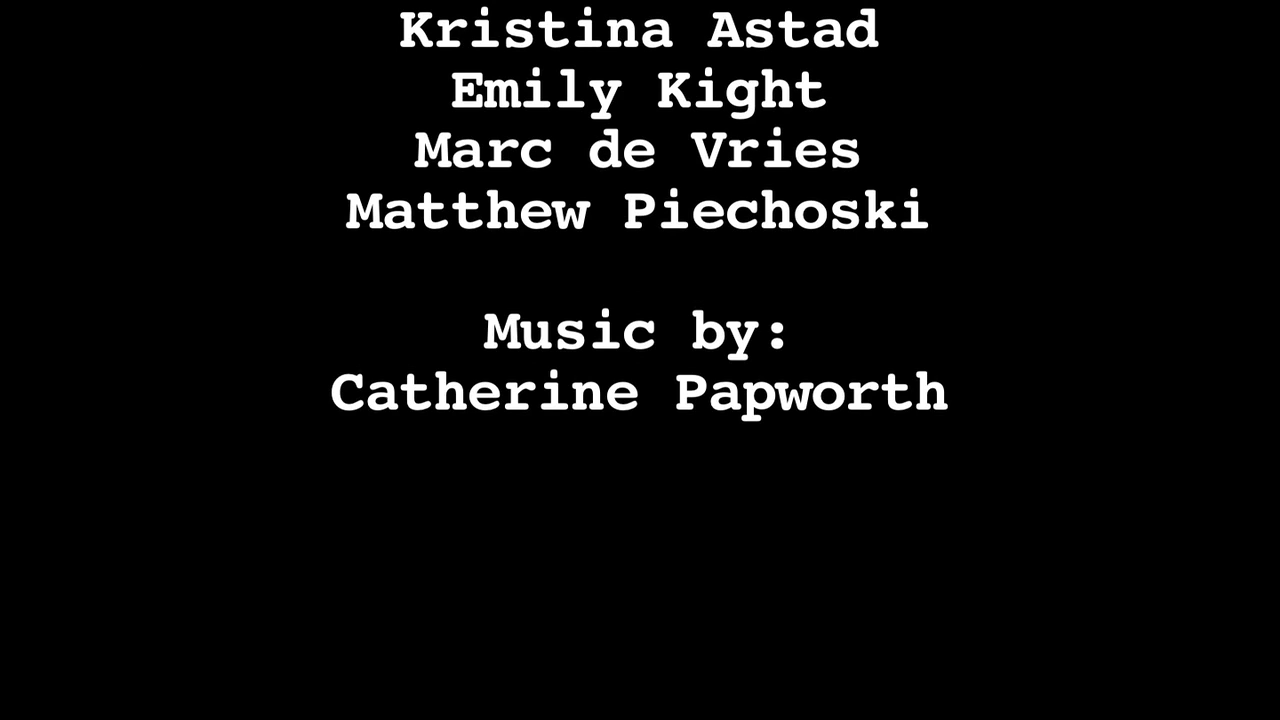 Kristina Astad
Emily Kight
Marc de Vries
Matthew Piechoski
Music by:
Catherine Papworth